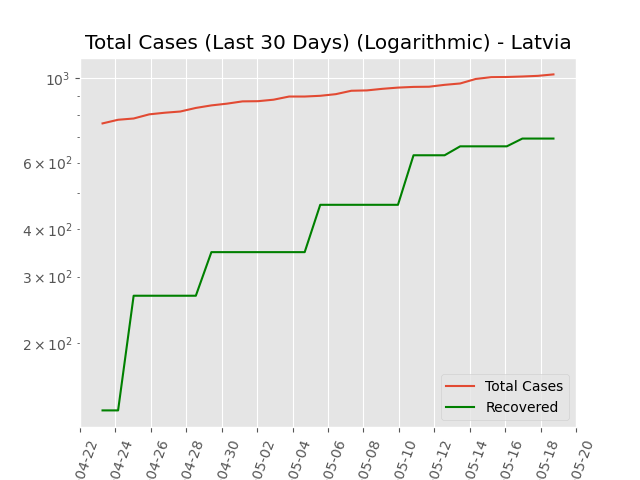 Total Cases (Last 30 Days) (Logarithmic) - Latvia
10³
6 × 10²
4 × 10²
3 × 10²
2 × 10²
Total Cases
Recovered
04-22 04-24 04-26 04-28 04-30 05-02 05-04 05-06 05-08 05-10 05-12 05-14 05-16 05-18 05-20